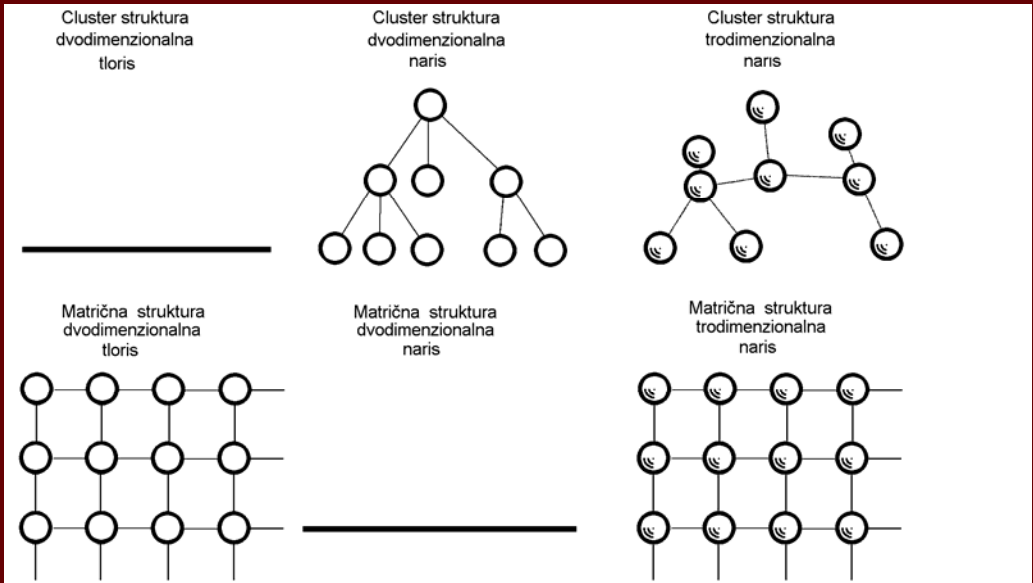 Cluster struktura
dvodimenzionalna
tloris
Cluster struktura
dvodimenzionalna
naris
Cluster struktura
trodimenzionalna
naris
Matrična struktura
dvodimenzionalna
tloris
Matrična struktura
dvodimenzionalna
naris
Matrična struktura
trodimenzionalna
naris